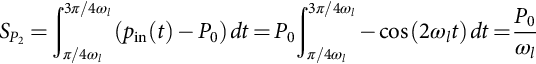 S_{P_2} = \int_{\pi/4\omega_l}^{3\pi/4\omega_l} (p_{in}(t) - P_0) dt = P_0 \int_{\pi/4\omega_l}^{3\pi/4\omega_l} -\cos(2\omega_l t) dt = \frac{P_0}{\omega_l}